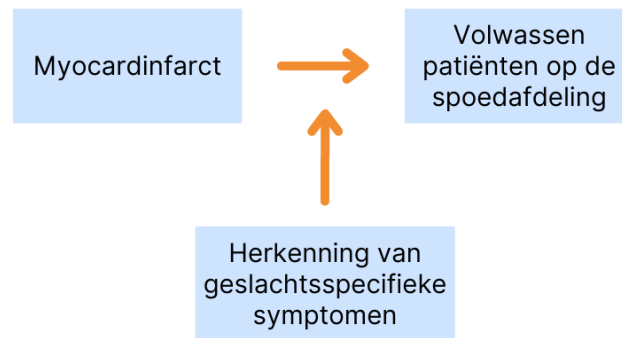 Myocardinfarct
Volwassen
patiënten op de
spoedafdeling
Herkenning van
geslachtsspecifieke
symptomen